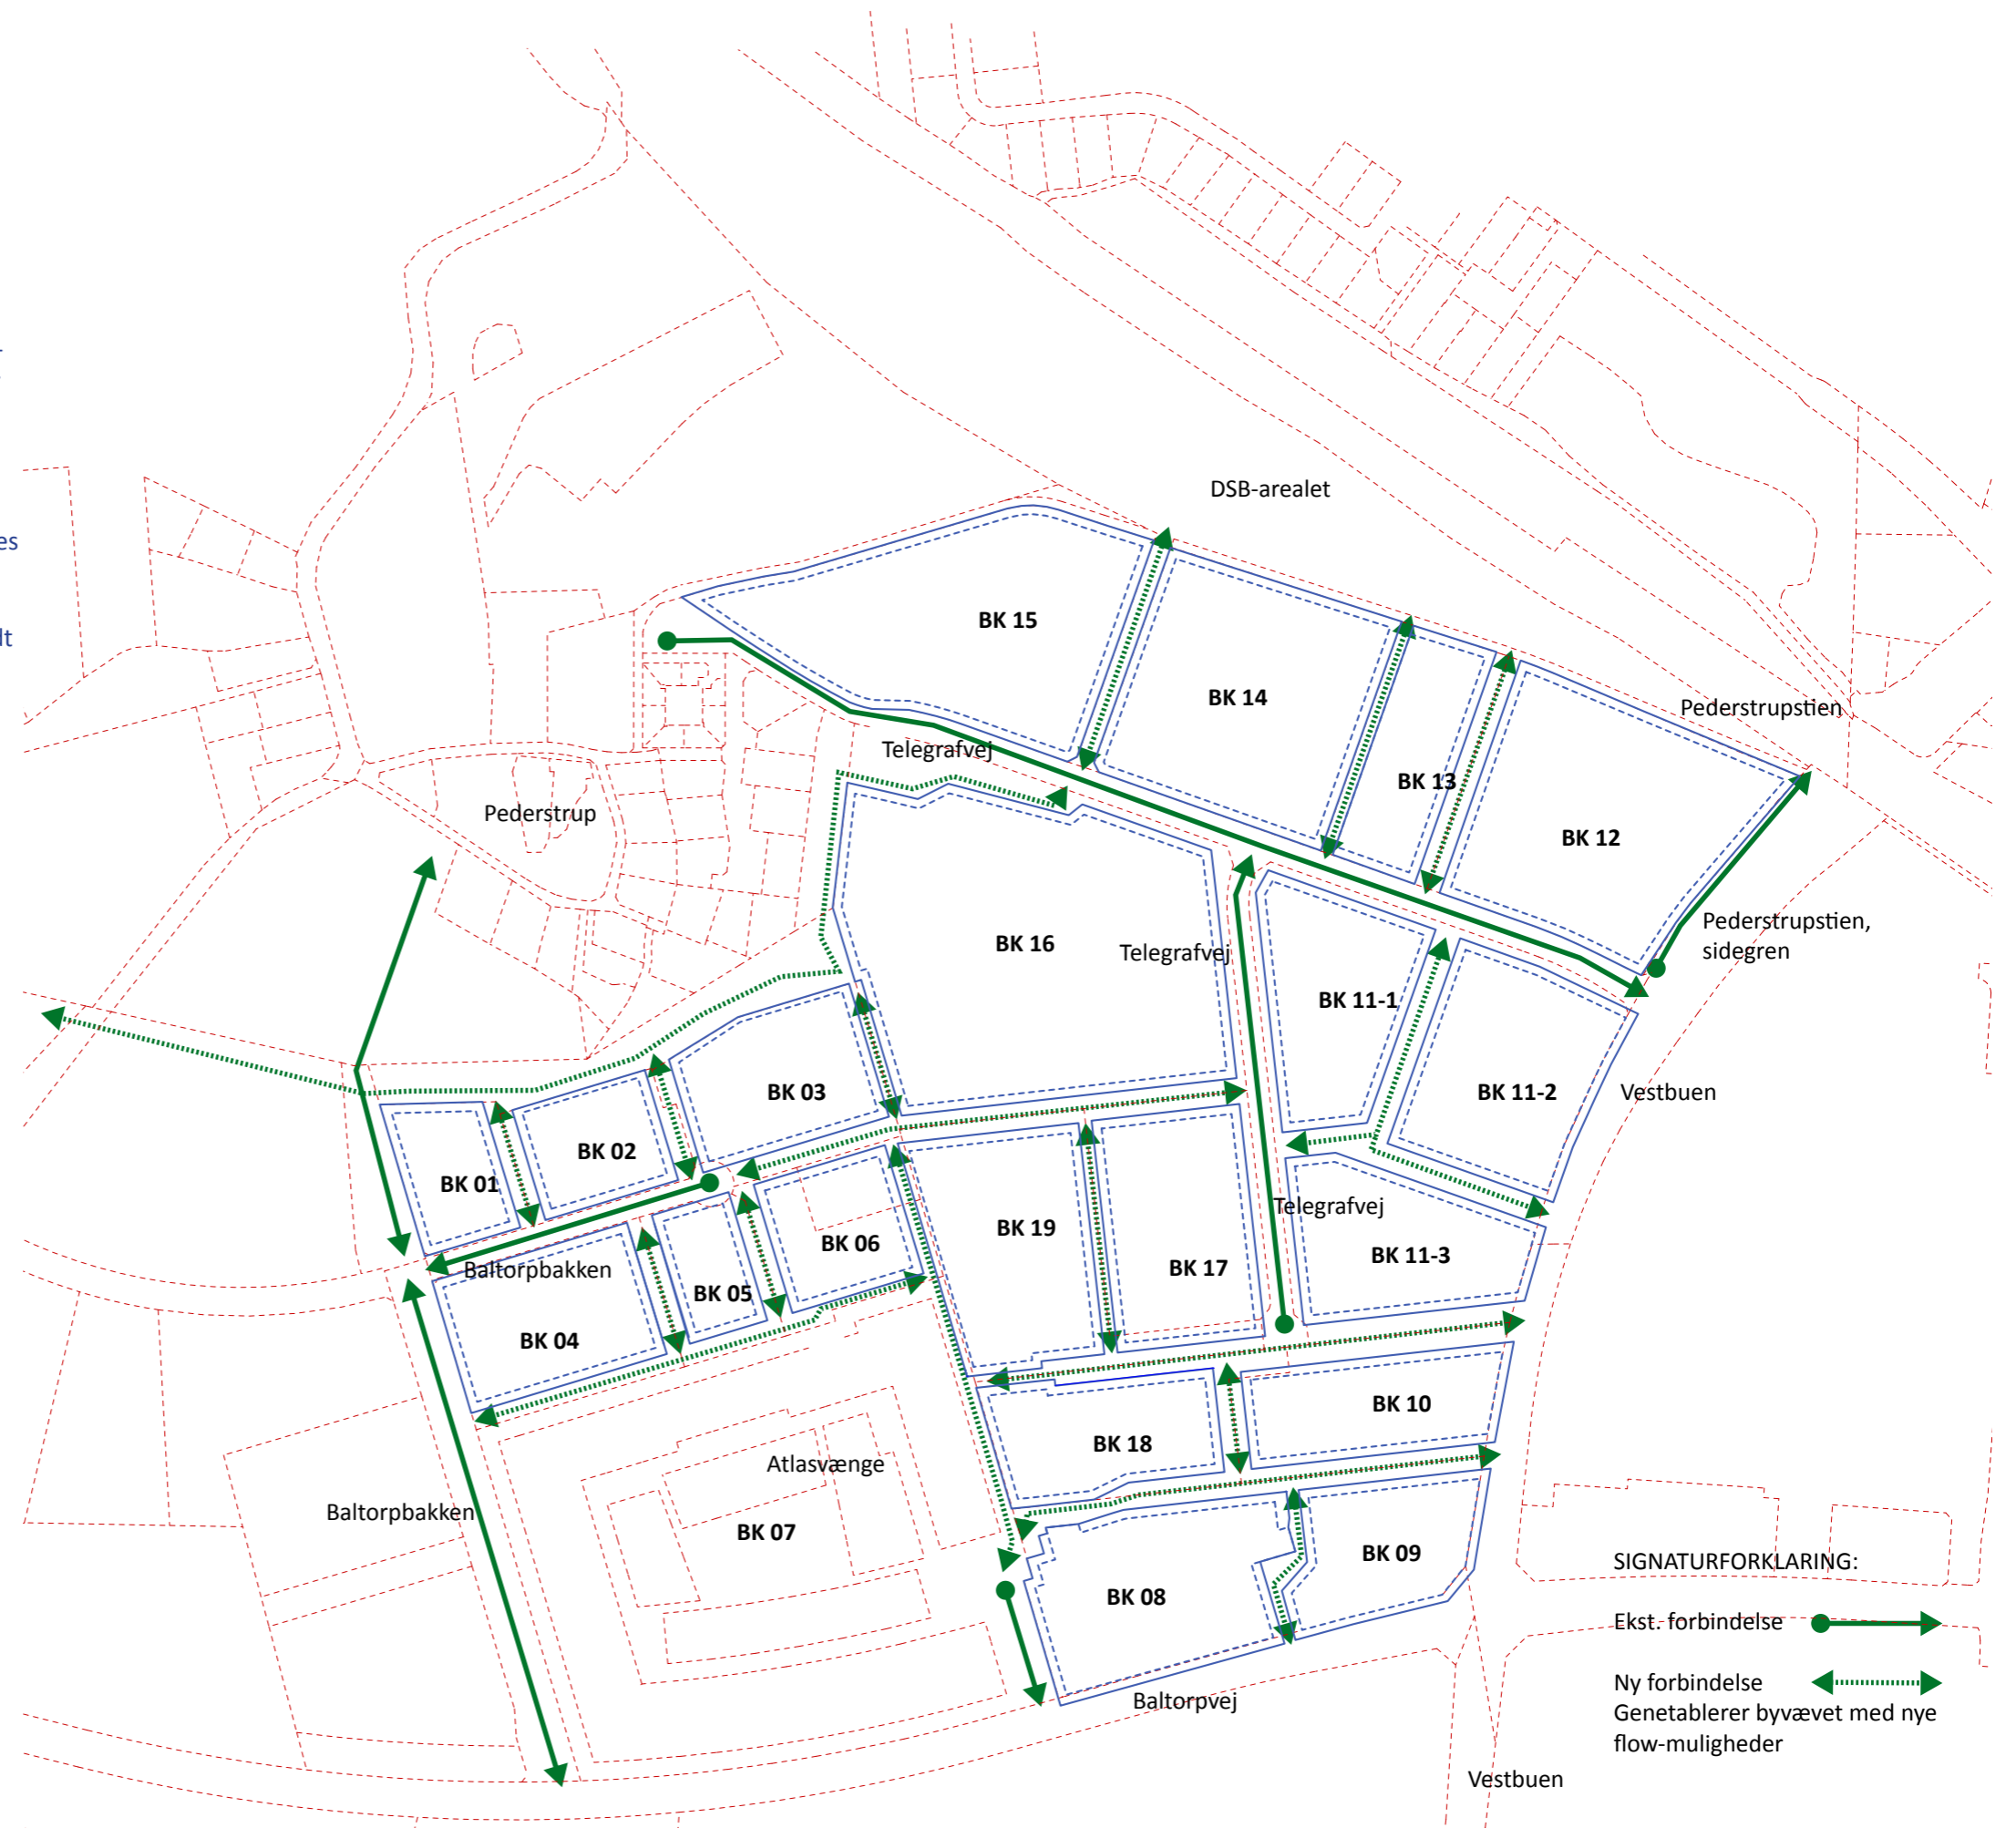 es
lt
DSB-arealet
BK 15
BK 14
Pederstrupstien
Telegrafvej
BK 13
Pederstrup
BK 12
Pederstrupstien,
sidegren
BK 16
Telegrafvej
BK 11-1
BK 03
BK 11-2
Vestbuen
BK 02
BK 01
Telegrafvej
BK 19
BK 06
BK 11-3
BK 17
Baltorpbakken
BK 05
BK 04
BK 10
BK 18
Atlasvænge
Baltorpbakken
BK 07
BK 09
BK 08
Baltorpvej
Vestbuen
SIGNATURFORKLARING:
Ekst. forbindelse
Ny forbindelse
Genetablerer byvævet med nye
flow-muligheder